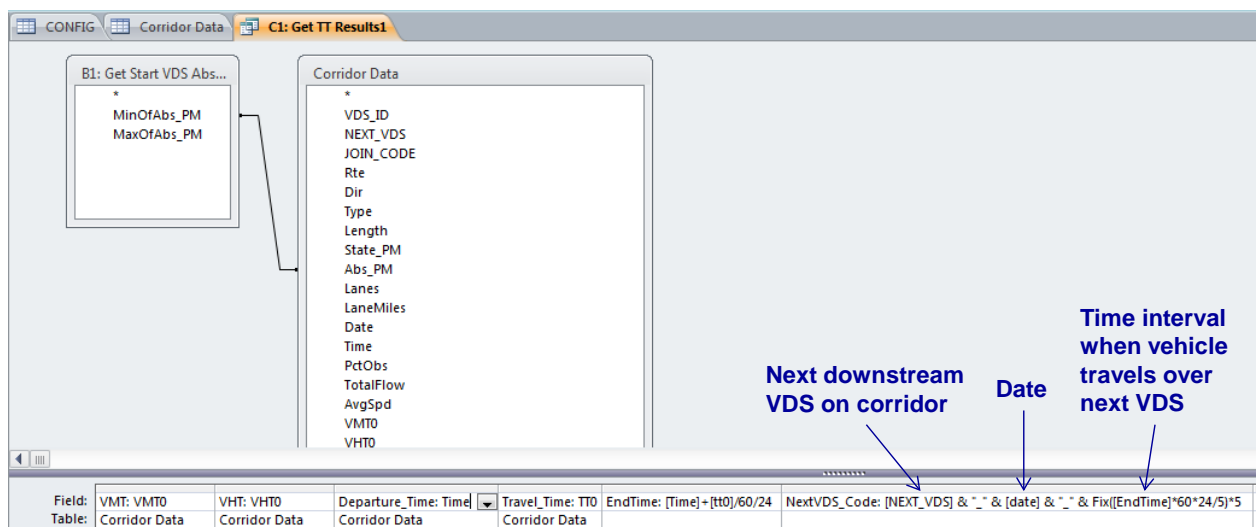 CONFIG
Corridor Data
C1: Get TT Results1
B1: Get Start VDS Abs...
*
MinOfAbs_PM
MaxOfAbs_PM
Corridor Data
*
VDS_ID
NEXT_VDS
JOIN_CODE
Rte
Dir
Type
Length
State_PM
Abs_PM
Lanes
LaneMiles
Date
Time
PctObs
TotalFlow
AvgSpd
VMT0
VHT0
Next downstream
VDS on corridor
Date
Time interval
when vehicle
travels over
next VDS
Field: VMT: VMT0 VHT: VHT0 Departure_Time: Time Travel_Time: TT0 EndTime: [Time]+[tt0]/60/24 NextVDS_Code: [NEXT_VDS] & "_" & [date] & "_" & Fix([EndTime]*60*24/5)*5
Table: Corridor Data Corridor Data Corridor Data Corridor Data